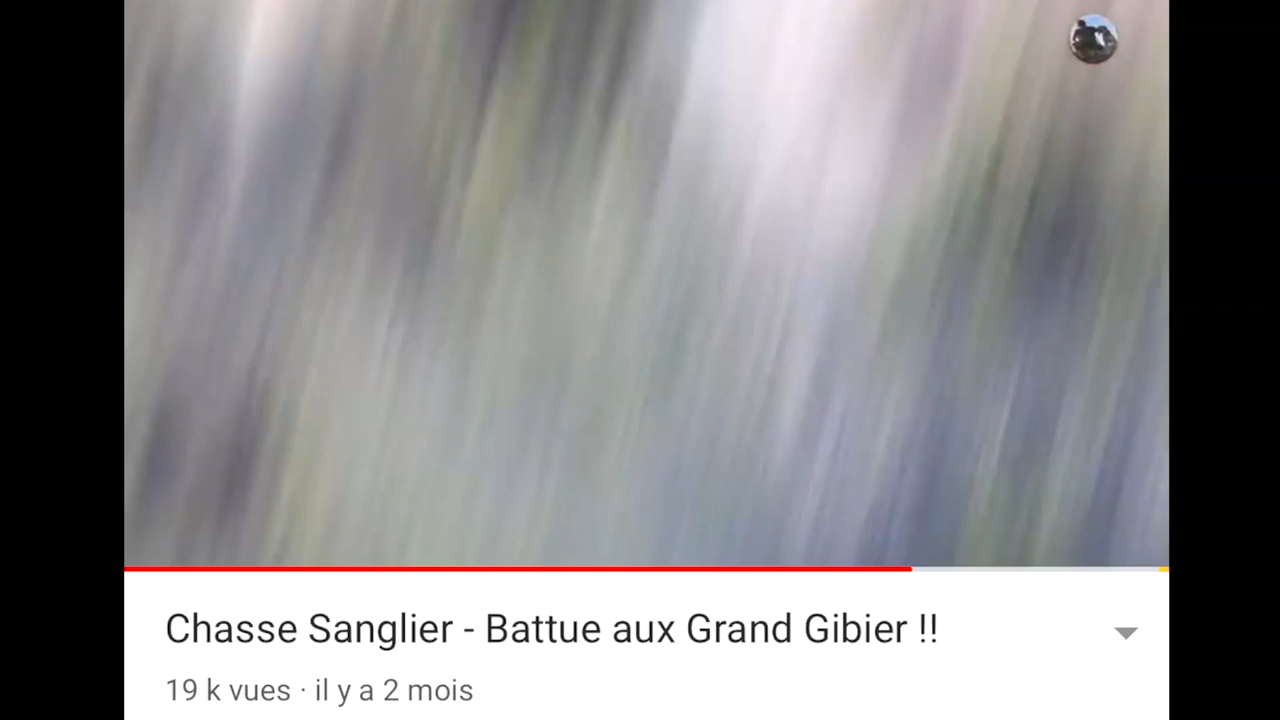 Chasse Sanglier - Battue aux Grand Gibier !!
19 k vues · il y a 2 mois